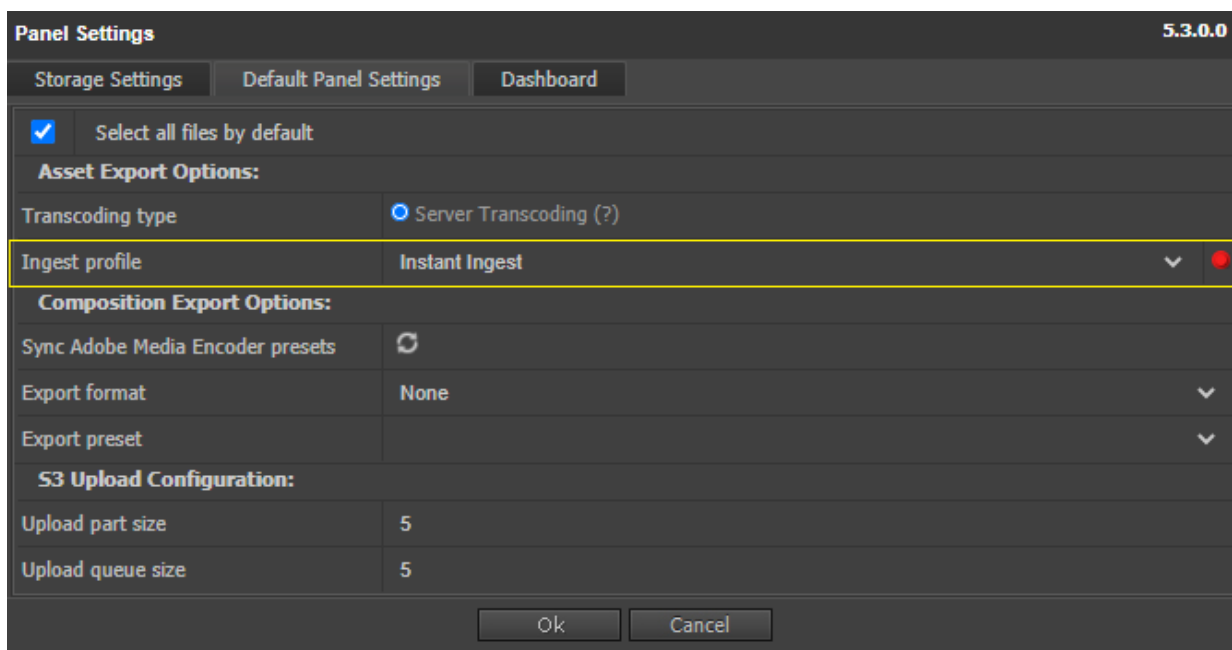 Panel Settings 5.3.0.0
Storage Settings Default Panel Settings Dashboard
Select all files by default
Asset Export Options:
Transcoding type Server Transcoding (?)
Ingest profile Instant Ingest
Composition Export Options:
Sync Adobe Media Encoder presets
Export format None
Export preset
S3 Upload Configuration:
Upload part size 5
Upload queue size 5
Ok Cancel